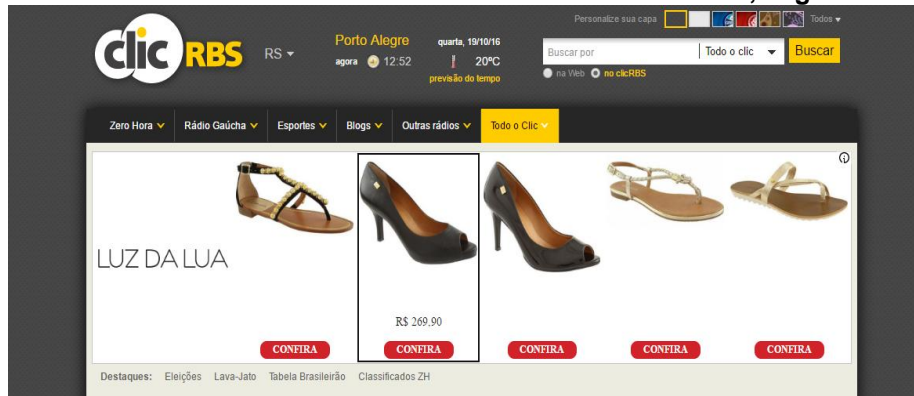 Personalize sua capa Todos
clic RBS
RS
Porto Alegre
quarta, 19/10/16
agora 12:52 20ºC
previsão do tempo
Buscar por Todo o clic Buscar
na Web no clicRBS
Zero Hora Rádio Gaúcha Esportes Blogs Outras rádios Todo o Clic
LUZ DA LUA
R$ 269,90
CONFIRA CONFIRA CONFIRA CONFIRA CONFIRA
Destaques: Eleições Lava-Jato Tabela Brasileirão Classificados ZH